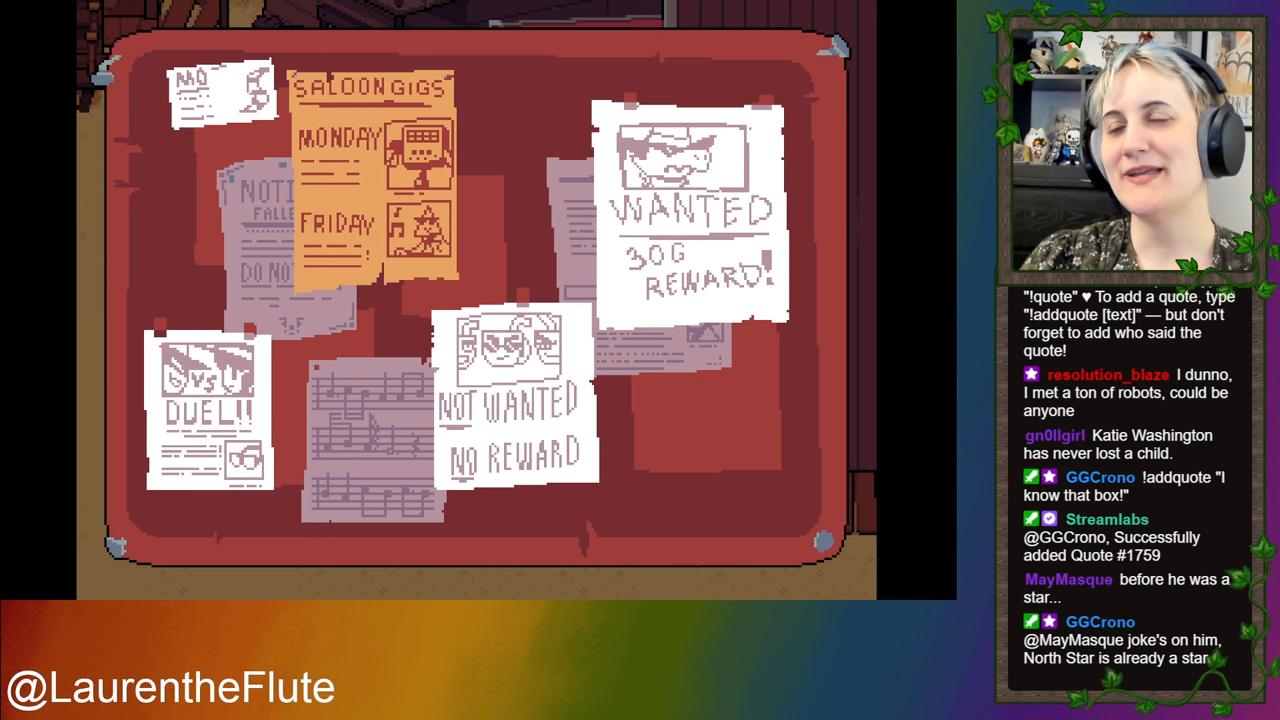 MO
SALOON GIGS
MONDAY
FRIDAY
NOTI
FALLE
DO NO
WANTED
30G
REWARD!
VS
DUEL!!
NOT WANTED
NO REWARD
@LaurentheFlute
"!quote" ♥ To add a quote, type
"!addquote [text]" — but don't
forget to add who said the
quote!
resolution_blaze I dunno,
I met a ton of robots, could be
anyone
gn0llgirl Katie Washington
has never lost a child.
GGCrono !addquote "I
know that box!"
Streamlabs
@GGCrono, Successfully
added Quote #1759
MayMasque before he was a
star...
GGCrono
@MayMasque joke's on him,
North Star is already a star